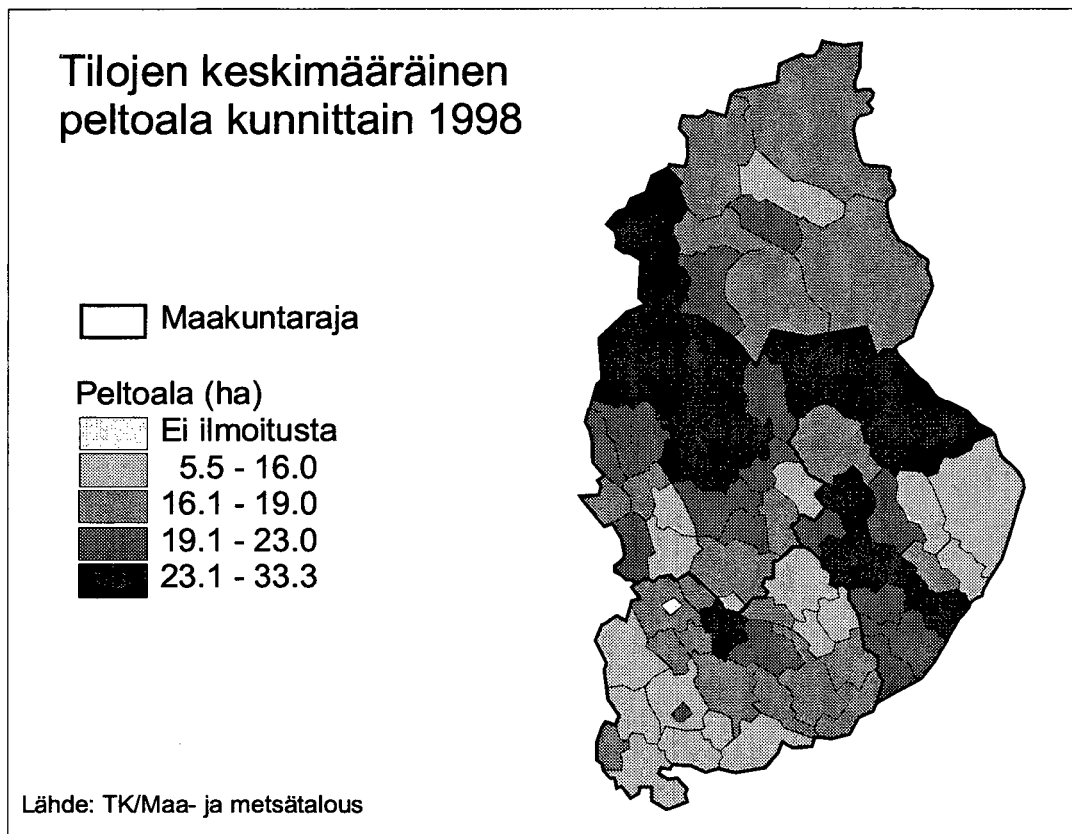 Tilojen keskimääräinen
peltoala kunnittain 1998
Maakuntaraja
Peltoala (ha)
Ei ilmoitusta
5.5 - 16.0
16.1 - 19.0
19.1 - 23.0
23.1 - 33.3
Lähde: TK/Maa- ja metsätalous